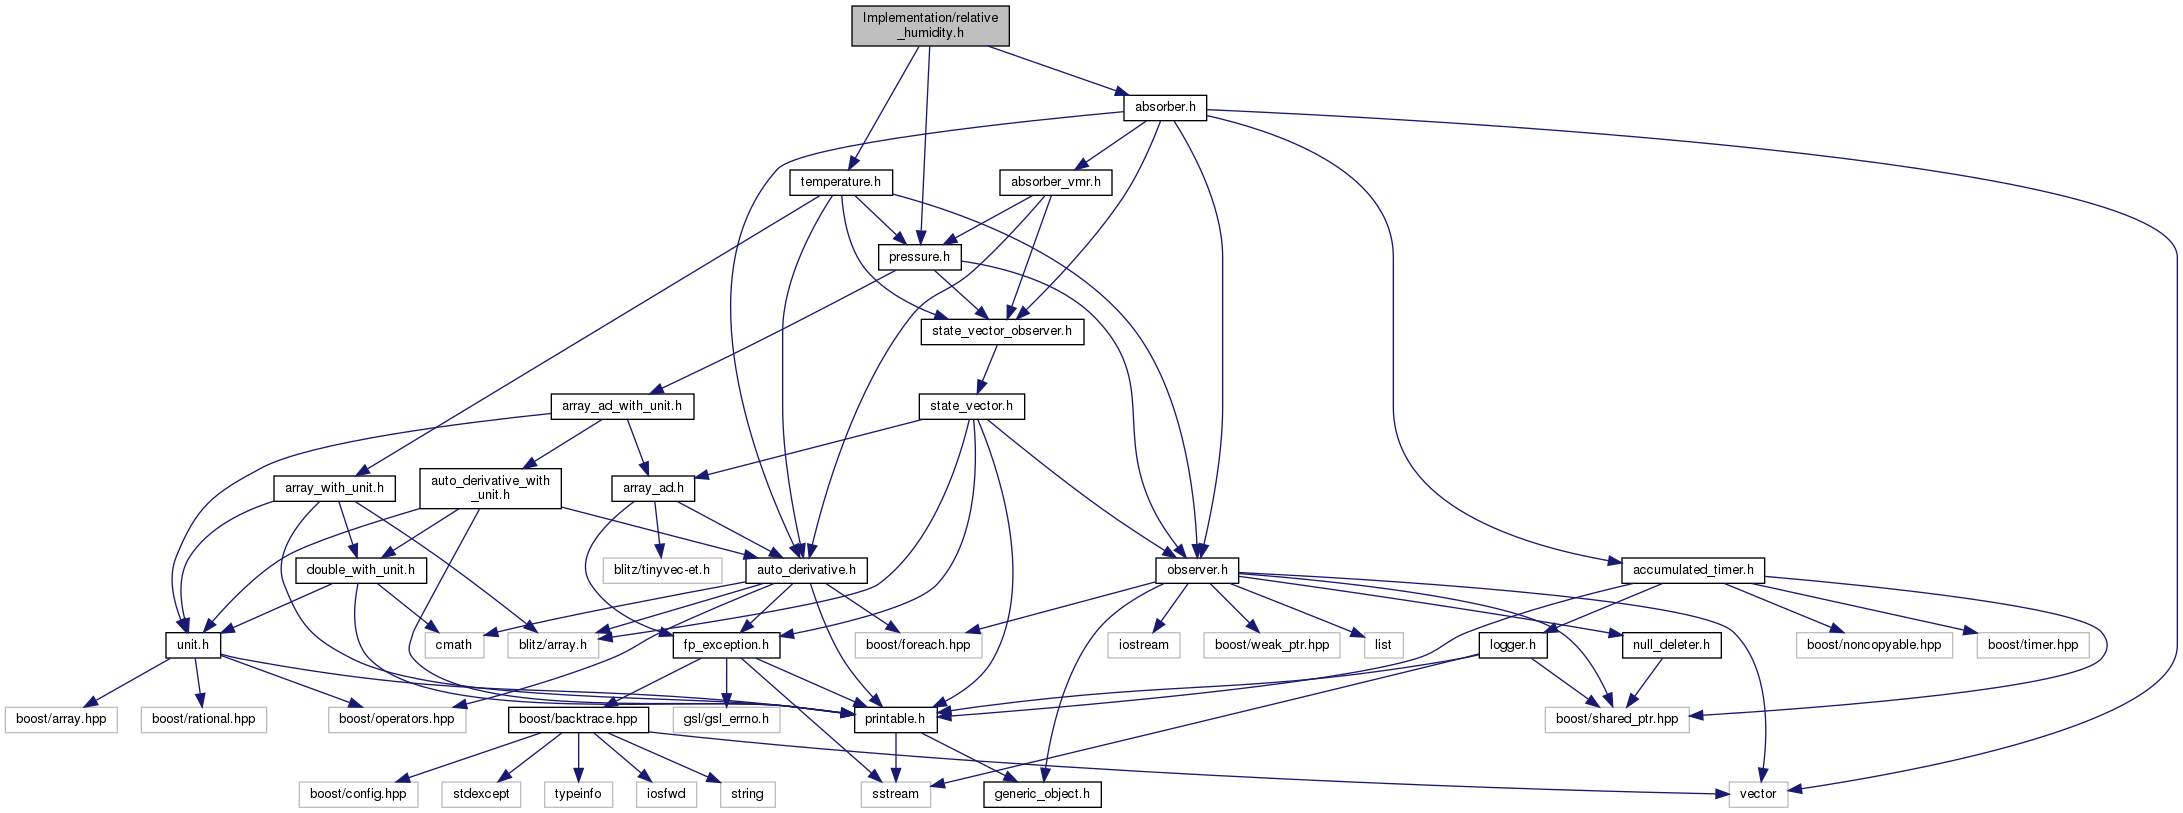 Implementation/relative
_humidity.h
absorber.h
temperature.h
absorber_vmr.h
pressure.h
state_vector_observer.h
array_ad_with_unit.h
state_vector.h
array_with_unit.h
auto_derivative_with
_unit.h
array_ad.h
double_with_unit.h
blitz/tinyvec-et.h
auto_derivative.h
observer.h
accumulated_timer.h
unit.h
cmath
blitz/array.h
fp_exception.h
boost/foreach.hpp
iostream
boost/weak_ptr.hpp
list
logger.h
null_deleter.h
boost/noncopyable.hpp
boost/timer.hpp
boost/array.hpp
boost/rational.hpp
boost/operators.hpp
boost/backtrace.hpp
gsl/gsl_errno.h
printable.h
boost/shared_ptr.hpp
boost/config.hpp
stdexcept
typeinfo
iosfwd
string
sstream
generic_object.h
vector